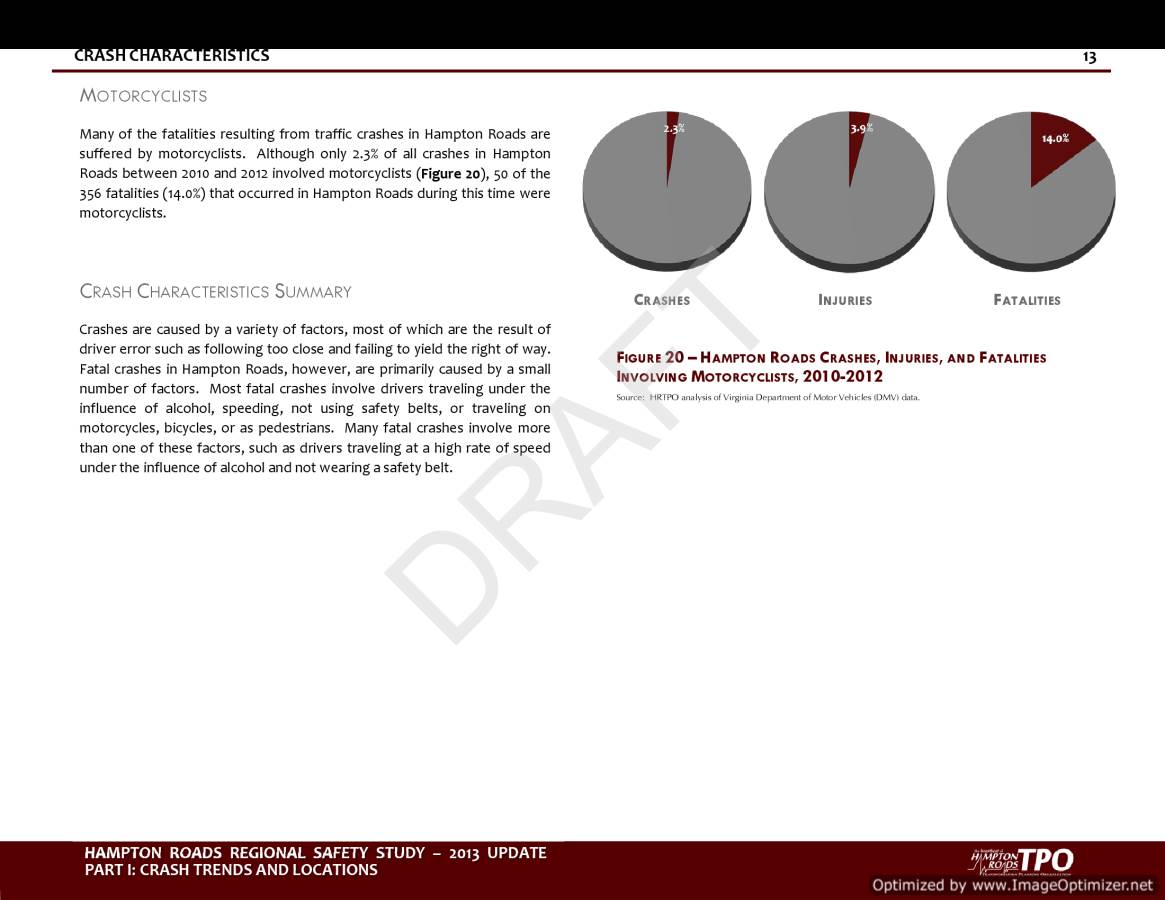 CRASH CHARACTERISTICS 13
MOTORCYCLISTS
Many of the fatalities resulting from traffic crashes in Hampton Roads are
suffered by motorcyclists. Although only 2.3% of all crashes in Hampton
Roads between 2010 and 2012 involved motorcyclists (Figure 20), 50 of the
356 fatalities (14.0%) that occurred in Hampton Roads during this time were
motorcyclists.
CRASH CHARACTERISTICS SUMMARY
Crashes are caused by a variety of factors, most of which are the result of
driver error such as following too close and failing to yield the right of way.
Fatal crashes in Hampton Roads, however, are primarily caused by a small
number of factors. Most fatal crashes involve drivers traveling under the
influence of alcohol, speeding, not using safety belts, or traveling on
motorcycles, bicycles, or as pedestrians. Many fatal crashes involve more
than one of these factors, such as drivers traveling at a high rate of speed
under the influence of alcohol and not wearing a safety belt.
2.3% 3.9% 14.0%
CRASHES INJURIES FATALITIES
FIGURE 20 – HAMPTON ROADS CRASHES, INJURIES, AND FATALITIES
INVOLVING MOTORCYCLISTS, 2010-2012
Source: HRTPO analysis of Virginia Department of Motor Vehicles (DMV) data.
DRAFT
HAMPTON ROADS REGIONAL SAFETY STUDY – 2013 UPDATE
PART I: CRASH TRENDS AND LOCATIONS
HAMPTON
ROADS
TPO
Optimized by www.ImageOptimizer.net